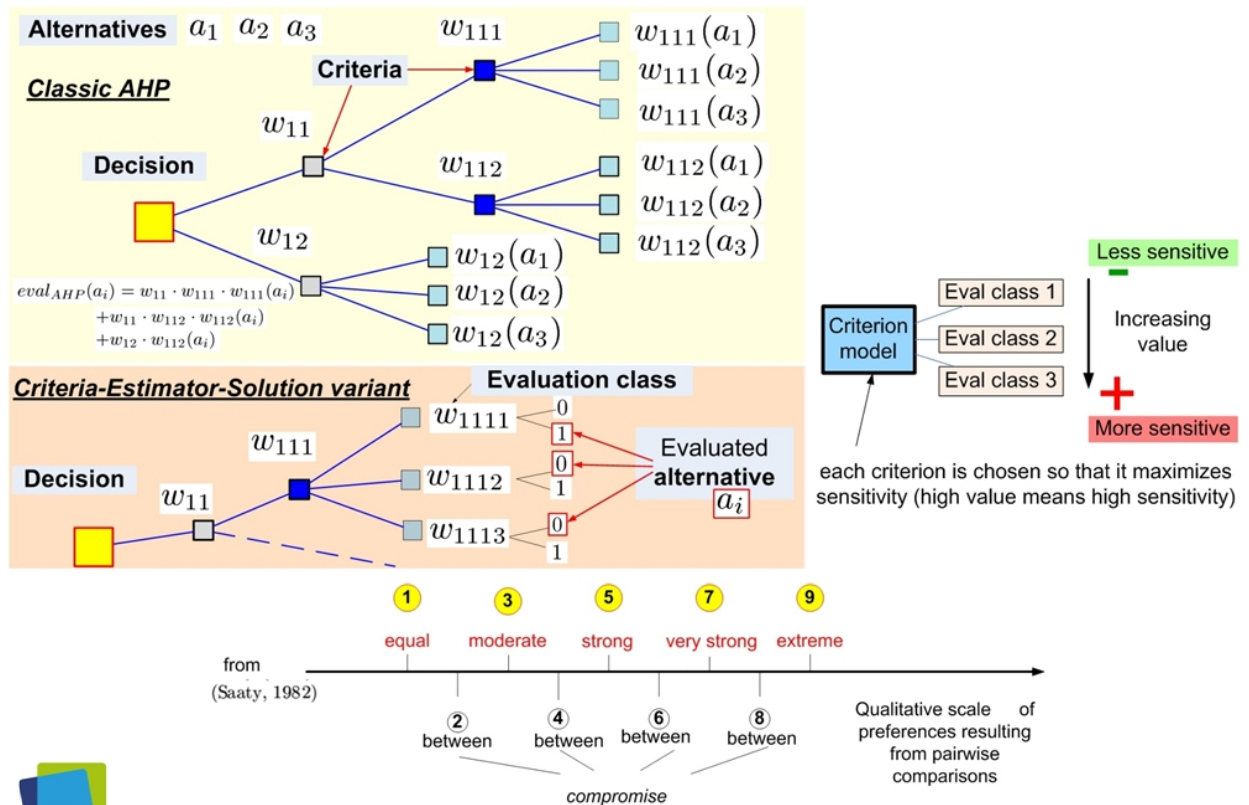 Alternatives a₁ a₂ a₃
Classic AHP
Criteria
w₁₁₁
w₁₁₁(a₁)
w₁₁₁(a₂)
w₁₁₁(a₃)
w₁₁
Decision
w₁₁₂
w₁₁₂(a₁)
w₁₁₂(a₂)
w₁₁₂(a₃)
w₁₂
w₁₂(a₁)
w₁₂(a₂)
w₁₂(a₃)
eval_AHP(aᵢ) = w₁₁ · w₁₁₁ · w₁₁₁(aᵢ)
+w₁₁ · w₁₁₂ · w₁₁₂(aᵢ)
+w₁₂ · w₁₁₂(aᵢ)
Criteria-Estimator-Solution variant
Evaluation class
w₁₁₁₁
0
1
w₁₁₁
Decision
w₁₁
w₁₁₁₂
0
1
w₁₁₁₃
0
1
Evaluated
alternative
aᵢ
Less sensitive
-
Criterion
model
Eval class 1
Eval class 2
Eval class 3
Increasing
value
+
More sensitive
each criterion is chosen so that it maximizes
sensitivity (high value means high sensitivity)
1 3 5 7 9
equal moderate strong very strong extreme
from
(Saaty, 1982)
2 4 6 8
between between between between
compromise
Qualitative scale of
preferences resulting
from pairwise
comparisons